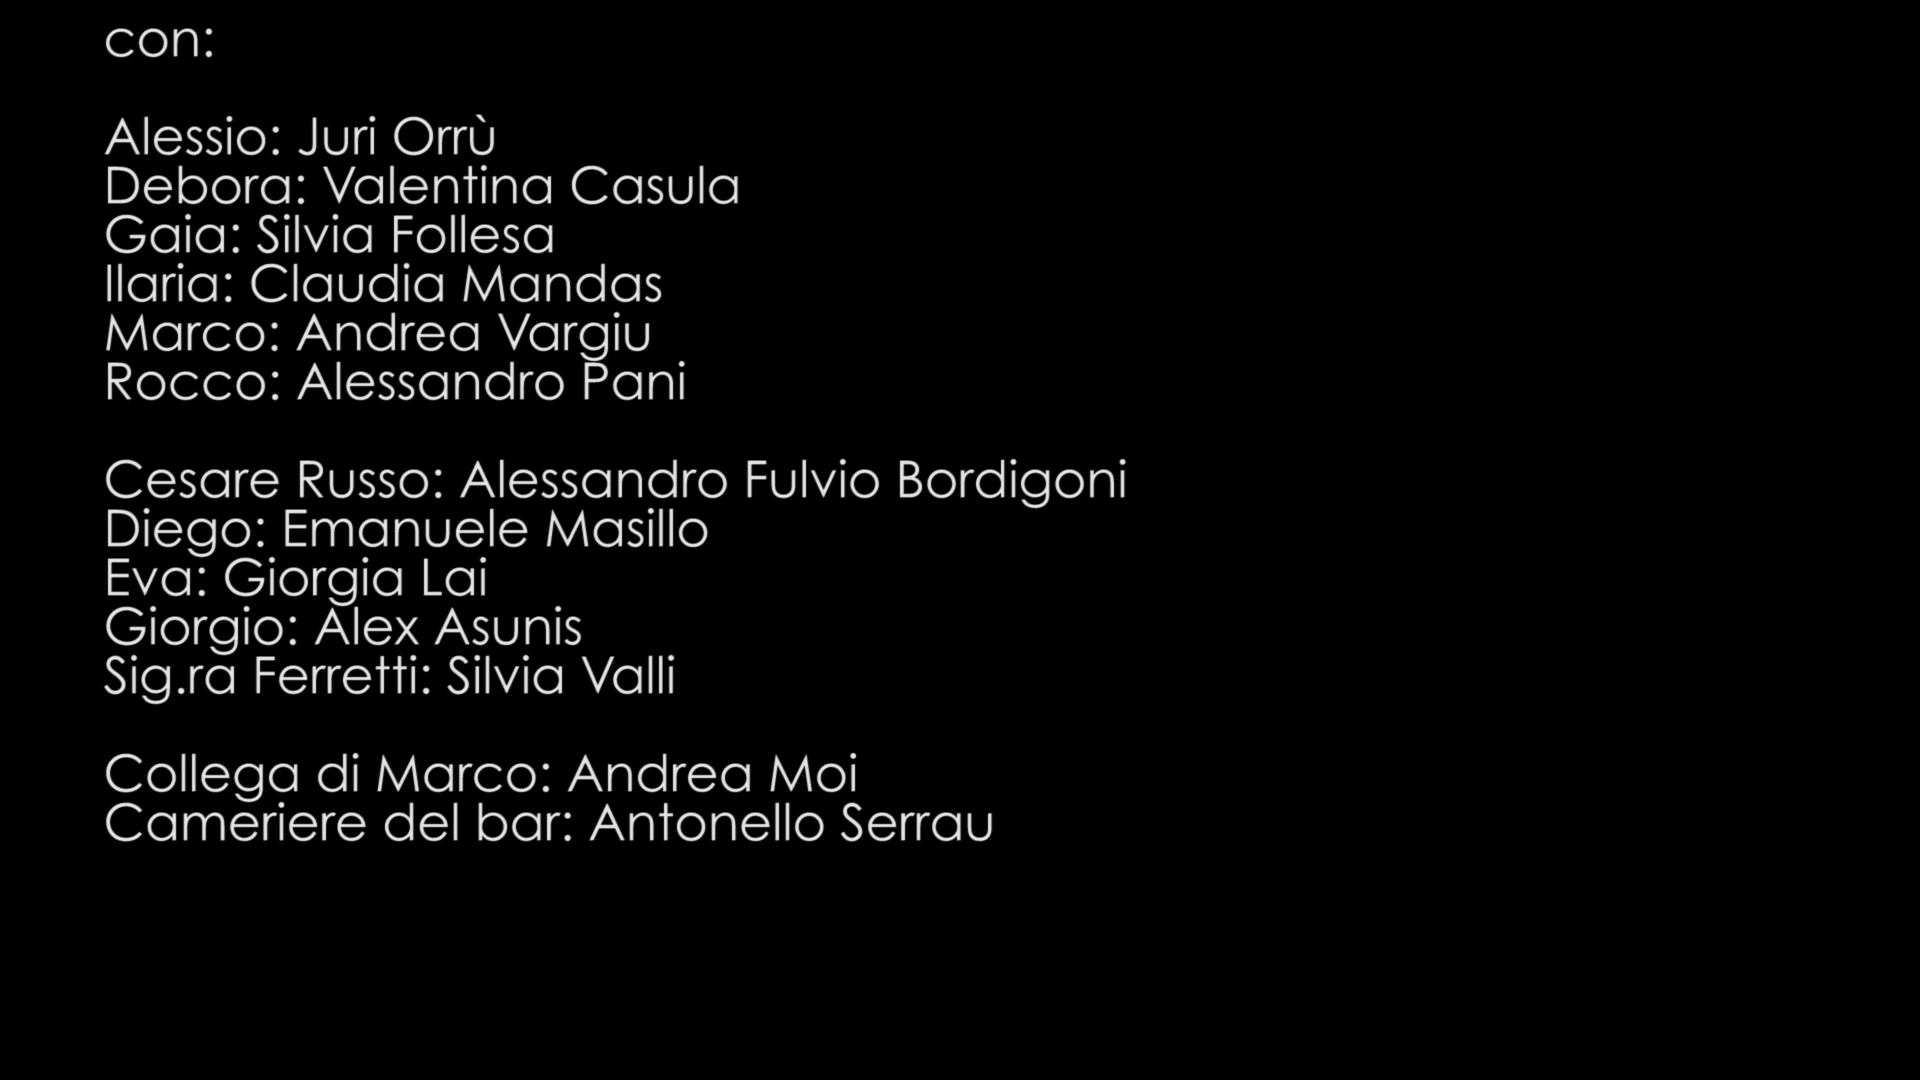 con:
Alessio: Juri Orrù
Debora: Valentina Casula
Gaia: Silvia Follesa
Ilaria: Claudia Mandas
Marco: Andrea Vargiu
Rocco: Alessandro Pani
Cesare Russo: Alessandro Fulvio Bordigoni
Diego: Emanuele Masillo
Eva: Giorgia Lai
Giorgio: Alex Asunis
Sig.ra Ferretti: Silvia Valli
Collega di Marco: Andrea Moi
Cameriere del bar: Antonello Serrau